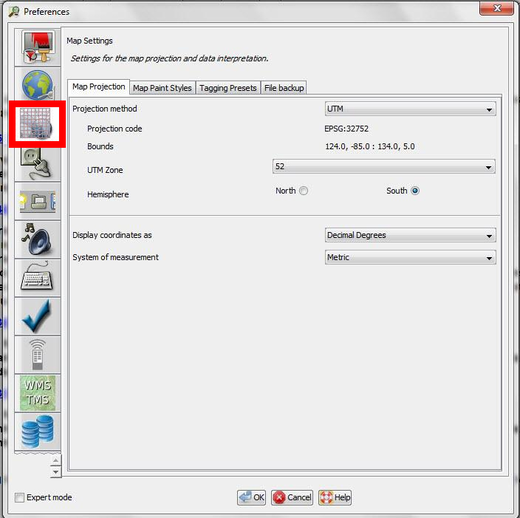 Preferences
Map Settings
Settings for the map projection and data interpretation.
Map Projection Map Paint Styles Tagging Presets File backup
Projection method UTM
Projection code EPSG:32752
Bounds 124.0, -85.0 : 134.0, 5.0
UTM Zone 52
Hemisphere North South
Display coordinates as Decimal Degrees
System of measurement Metric
WMS
TMS
Expert mode OK Cancel Help